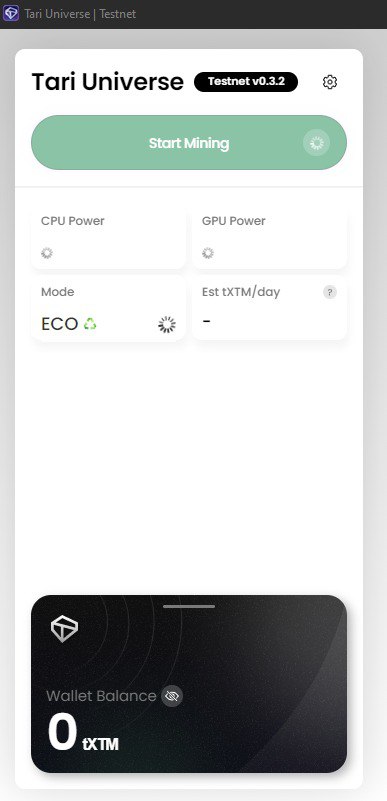 Tari Universe | Testnet
Tari Universe Testnet v0.3.2
Start Mining
CPU Power GPU Power
Mode Est tXTM/day ?
ECO -
Wallet Balance
0 tXTM